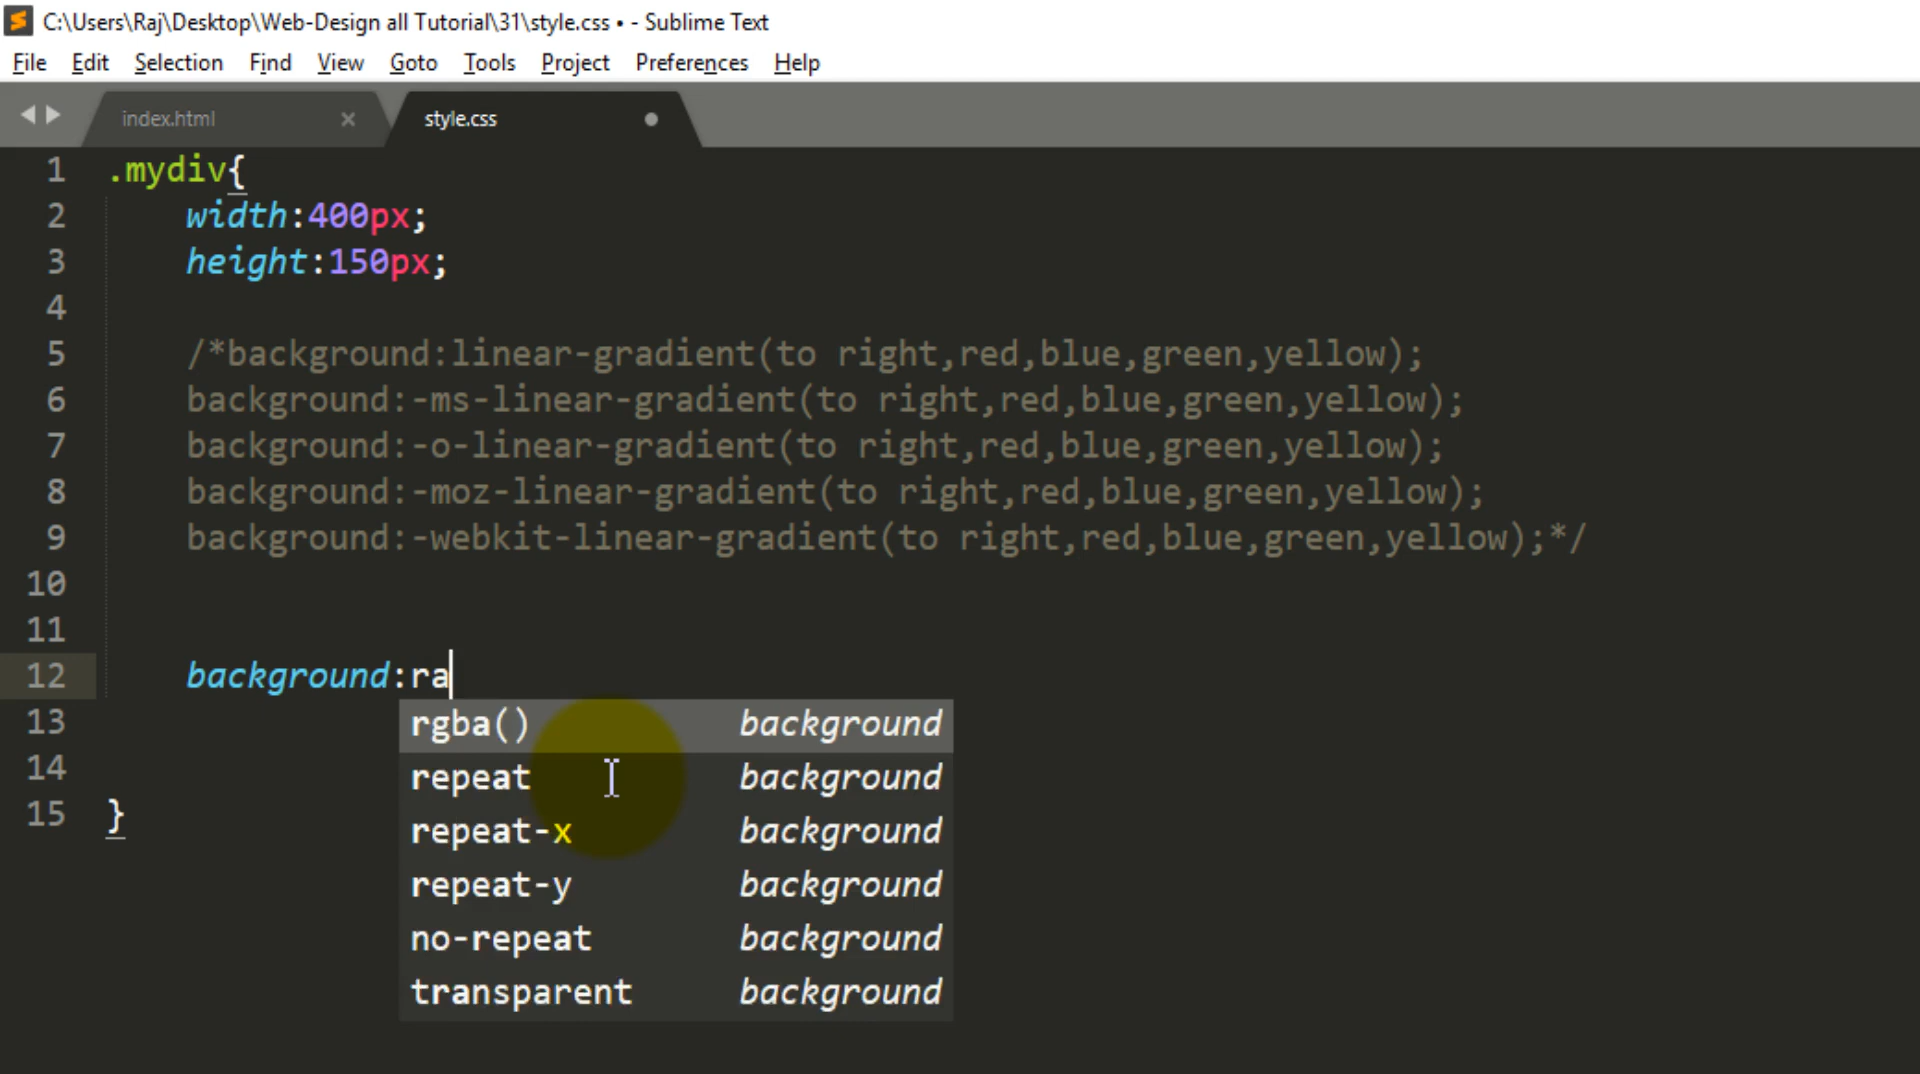 C:\Users\Raj\Desktop\Web-Design all Tutorial\31\style.css • - Sublime Text
File Edit Selection Find View Goto Tools Project Preferences Help
index.html × style.css
1 .mydiv{
2 width:400px;
3 height:150px;
4
5 /*background:linear-gradient(to right,red,blue,green,yellow);
6 background:-ms-linear-gradient(to right,red,blue,green,yellow);
7 background:-o-linear-gradient(to right,red,blue,green,yellow);
8 background:-moz-linear-gradient(to right,red,blue,green,yellow);
9 background:-webkit-linear-gradient(to right,red,blue,green,yellow);*/
10
11
12 background:ra
13 rgba() background
repeat background
14
15 }
repeat-x background
repeat-y background
no-repeat background
transparent background